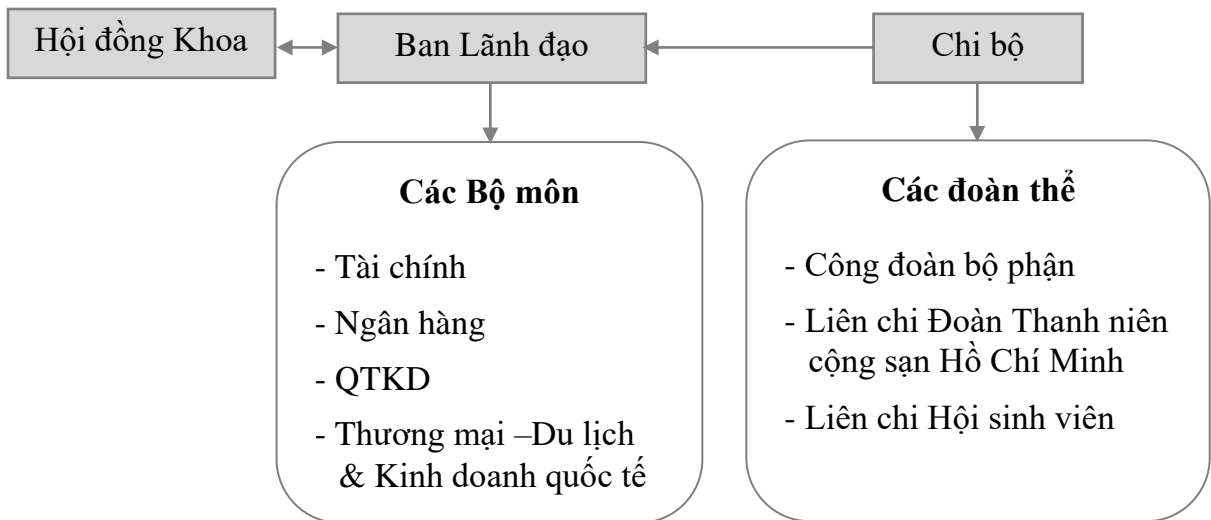 Hội đồng Khoa
Ban Lãnh đạo
Chi bộ
Các Bộ môn
- Tài chính
- Ngân hàng
- QTKD
- Thương mại –Du lịch
& Kinh doanh quốc tế
Các đoàn thể
- Công đoàn bộ phận
- Liên chi Đoàn Thanh niên
cộng sạn Hồ Chí Minh
- Liên chi Hội sinh viên